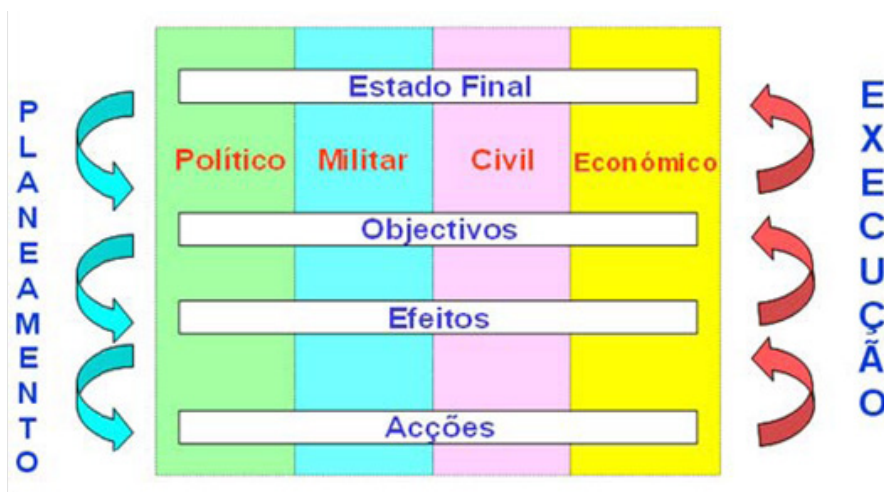 PLANEAMENTO
Estado Final
Político Militar Civil Económico
Objectivos
Efeitos
Acções
EXECUÇÃO